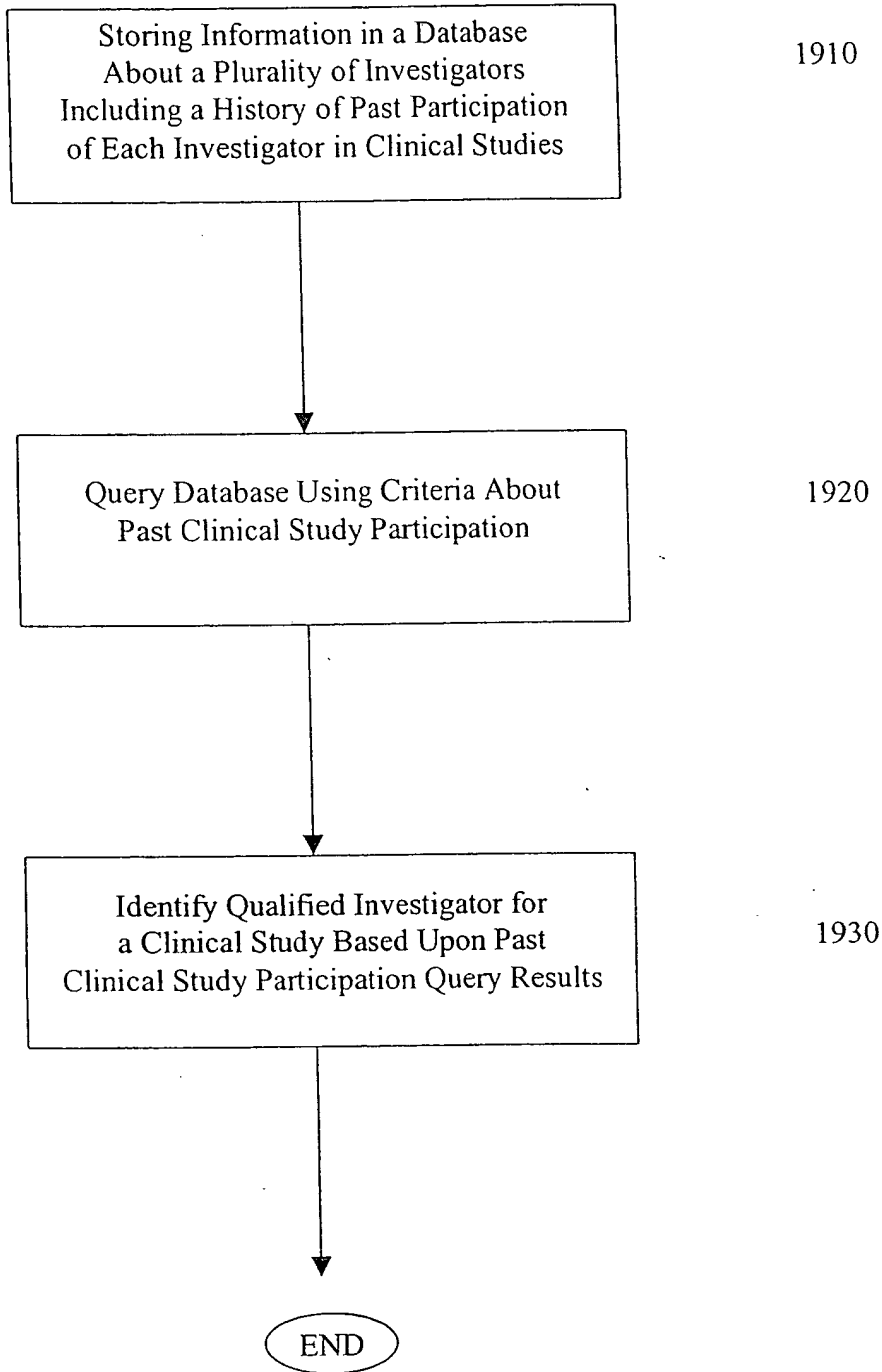 Storing Information in a Database
About a Plurality of Investigators
Including a History of Past Participation
of Each Investigator in Clinical Studies
1910
Query Database Using Criteria About
Past Clinical Study Participation
1920
Identify Qualified Investigator for
a Clinical Study Based Upon Past
Clinical Study Participation Query Results
1930
END